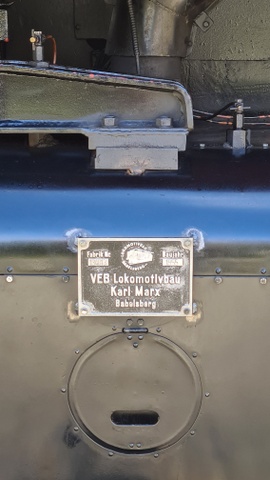 Fabrik Nr.
Baujahr
VEB Lokomotivbau
Karl Marx
Babelsberg